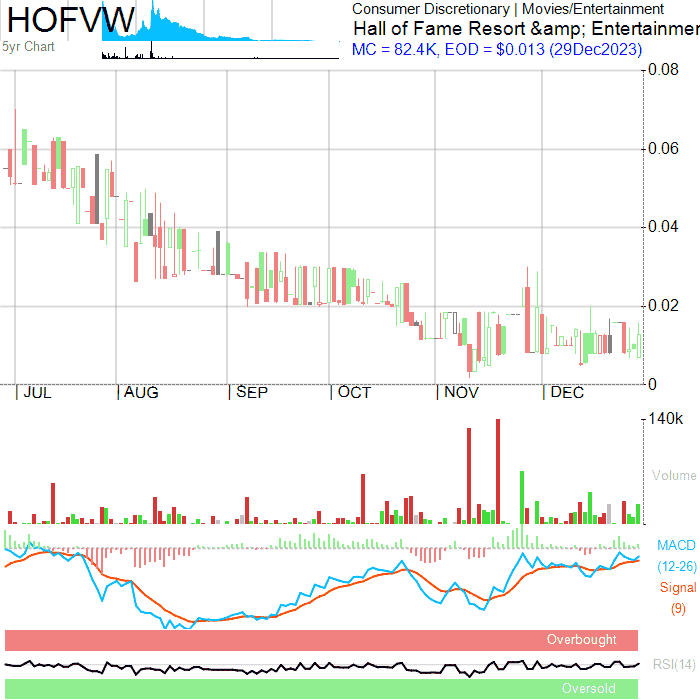 HOFVW
Consumer Discretionary | Movies/Entertainment
Hall of Fame Resort &amp; Entertainmen
5yr Chart
MC = 82.4K, EOD = $0.013 (29Dec2023)
0.08
0.06
0.04
0.02
0
JUL AUG SEP OCT NOV DEC
140k
Volume
MACD
(12-26)
Signal
(9)
Overbought
RSI(14)
Oversold